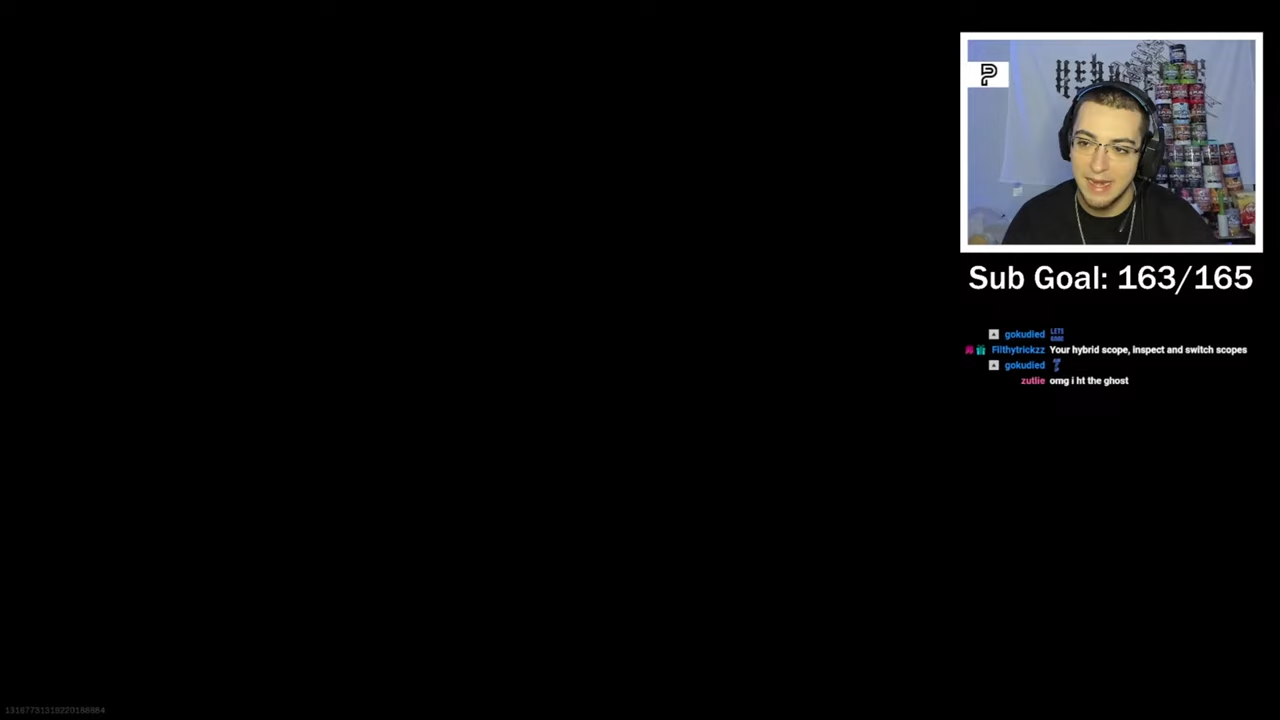 Sub Goal: 163/165
gokudied
Filthytrickzz Your hybrid scope, Inspect and switch scopes
gokudied
zutlie omg i ht the ghost